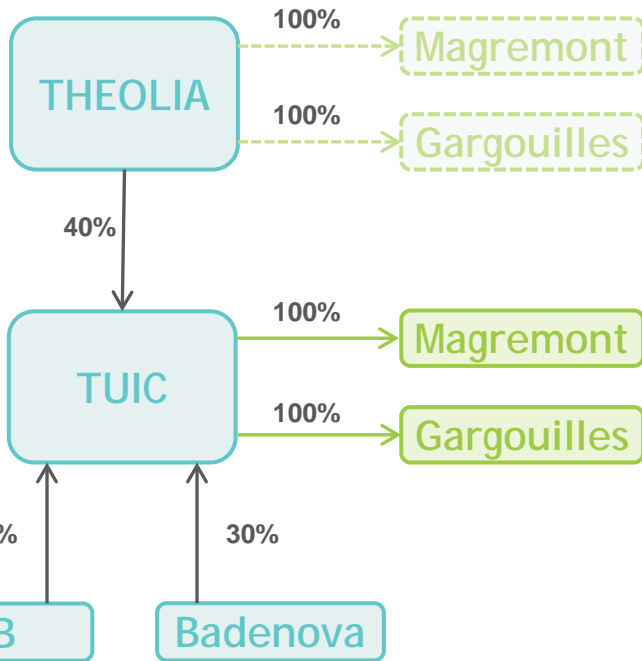 100%
Magremont
THEOLIA
100%
Gargouilles
40%
100%
Magremont
TUIC
100%
Gargouilles
%
30%
B
Badenova